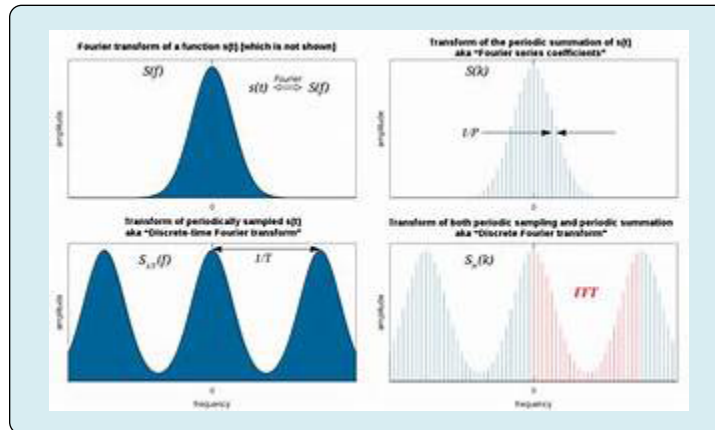 Fourier transform of a function s(t) [which is not shown]
S(f)
Fourier
s(t) ⟺ S(f)
amplitude
0
Transform of the periodic summation of s(t)
aka "Fourier series coefficients"
S(k)
1/P
amplitude
0
Transform of periodically sampled s(t)
aka "Discrete-time Fourier transform"
1/T
amplitude
0
frequency
Transform of both periodic sampling and periodic summation
aka "Discrete Fourier transform"
FFT
amplitude
0
frequency